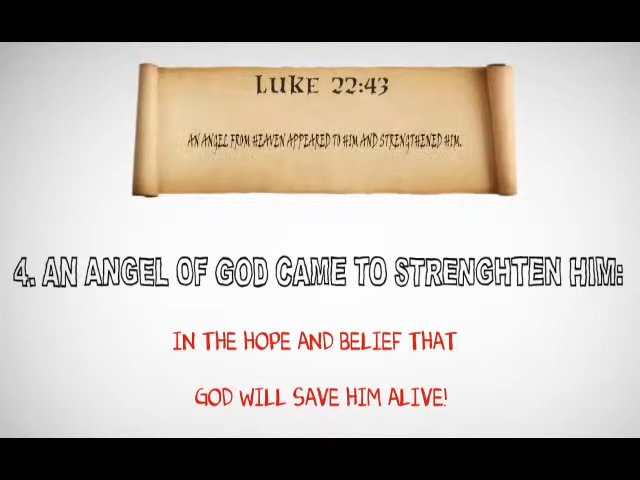 LUKE 22:43
AN ANGEL FROM HEAVEN APPEARED TO HIM AND STRENGTHENED HIM.
4. AN ANGEL OF GOD CAME TO STRENGHTEN HIM:
IN THE HOPE AND BELIEF THAT
GOD WILL SAVE HIM ALIVE!